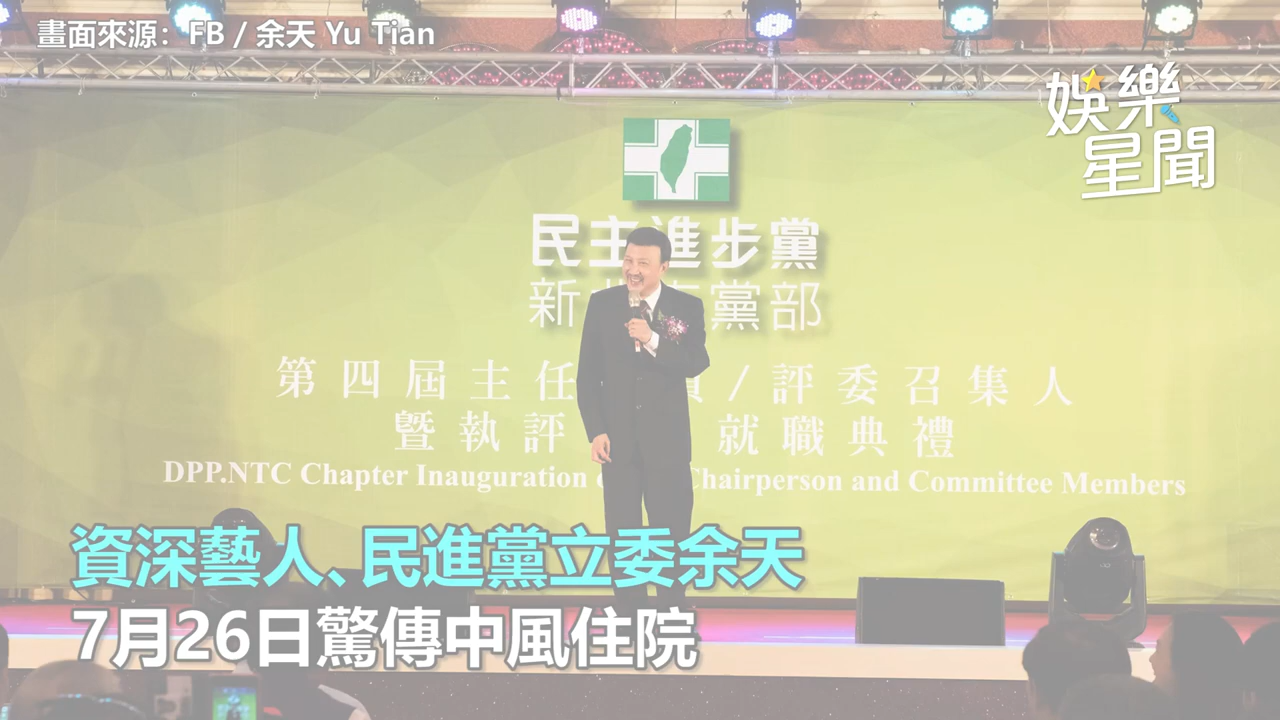 畫面來源：FB / 余天 Yu Tian
娛樂
星聞
民主進步黨
新北市黨部
第四屆主任 / 評委召集人
暨執評 就職典禮
DPP.NTC Chapter Inauguration Chairperson and Committee Members
資深藝人、民進黨立委余天
7月26日驚傳中風住院